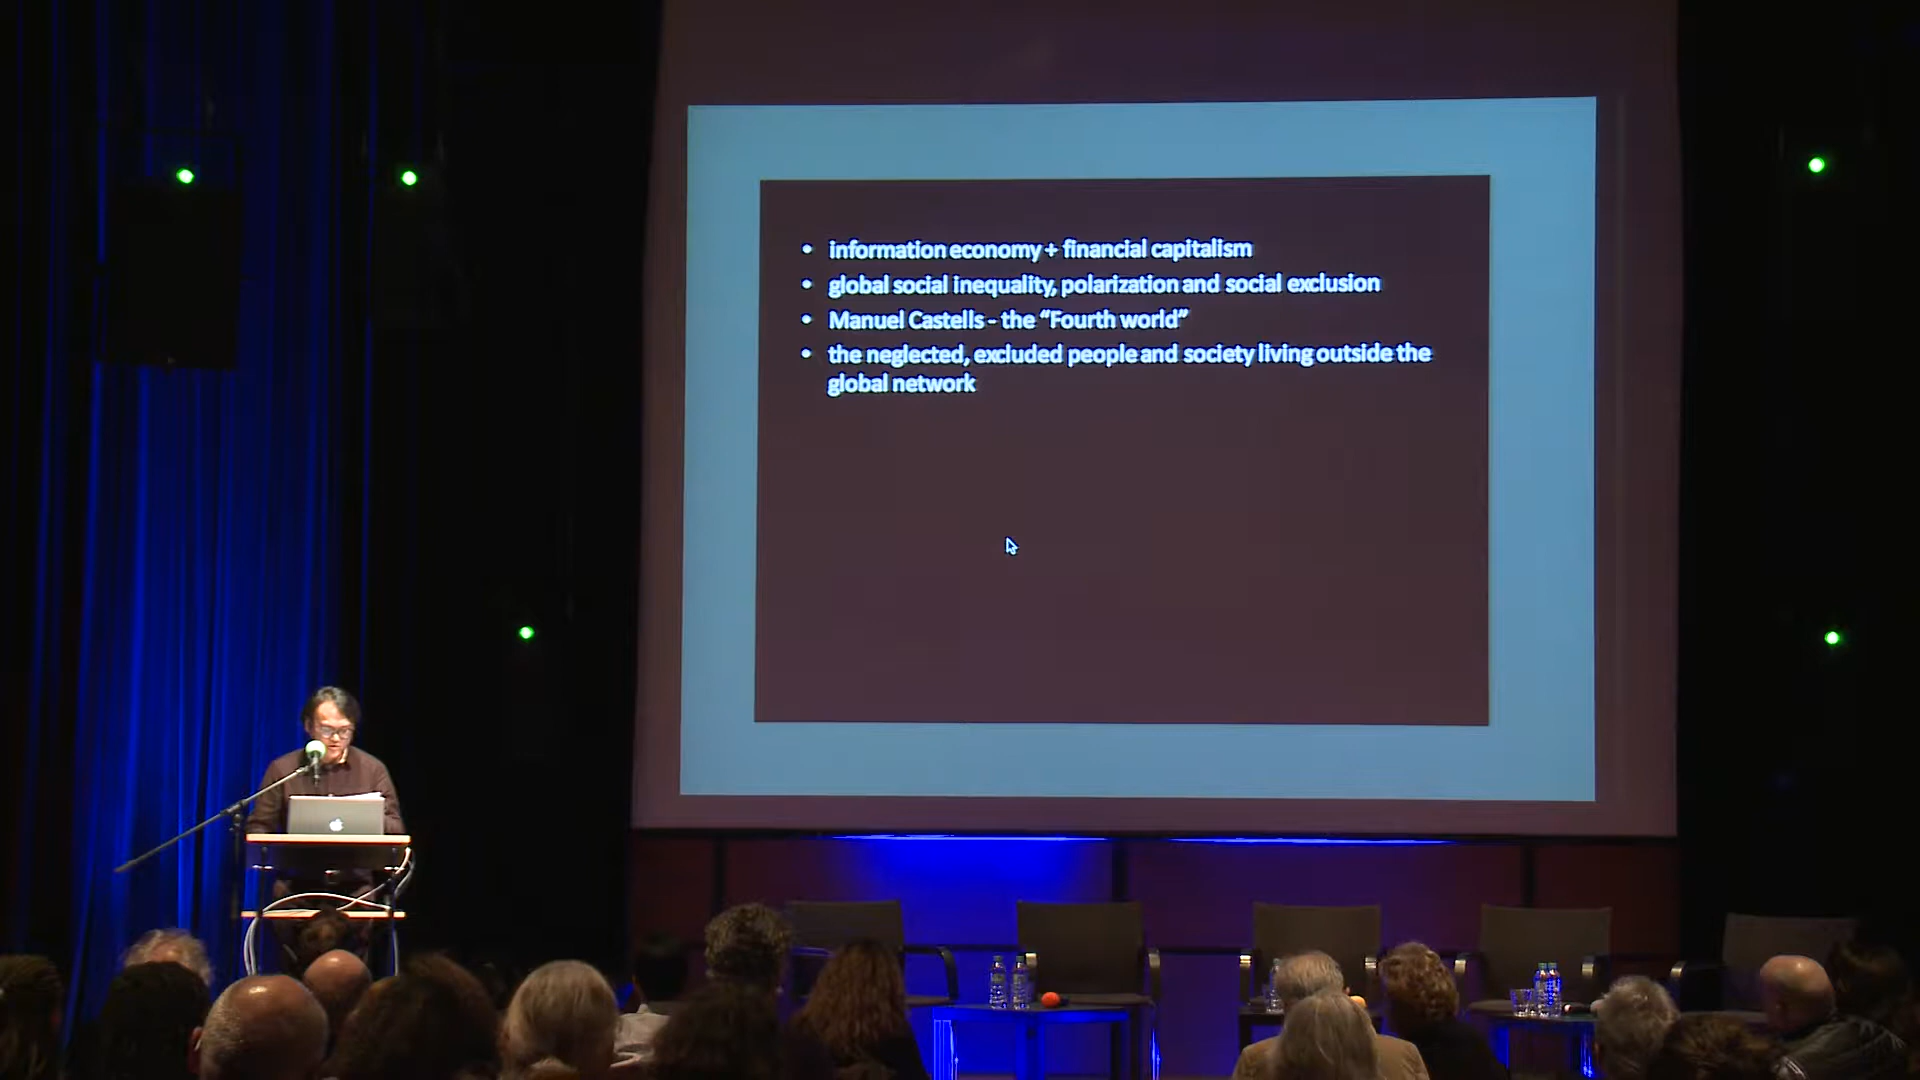 • information economy + financial capitalism
• global social inequality, polarization and social exclusion
• Manuel Castells - the “Fourth world”
• the neglected, excluded people and society living outside the
global network